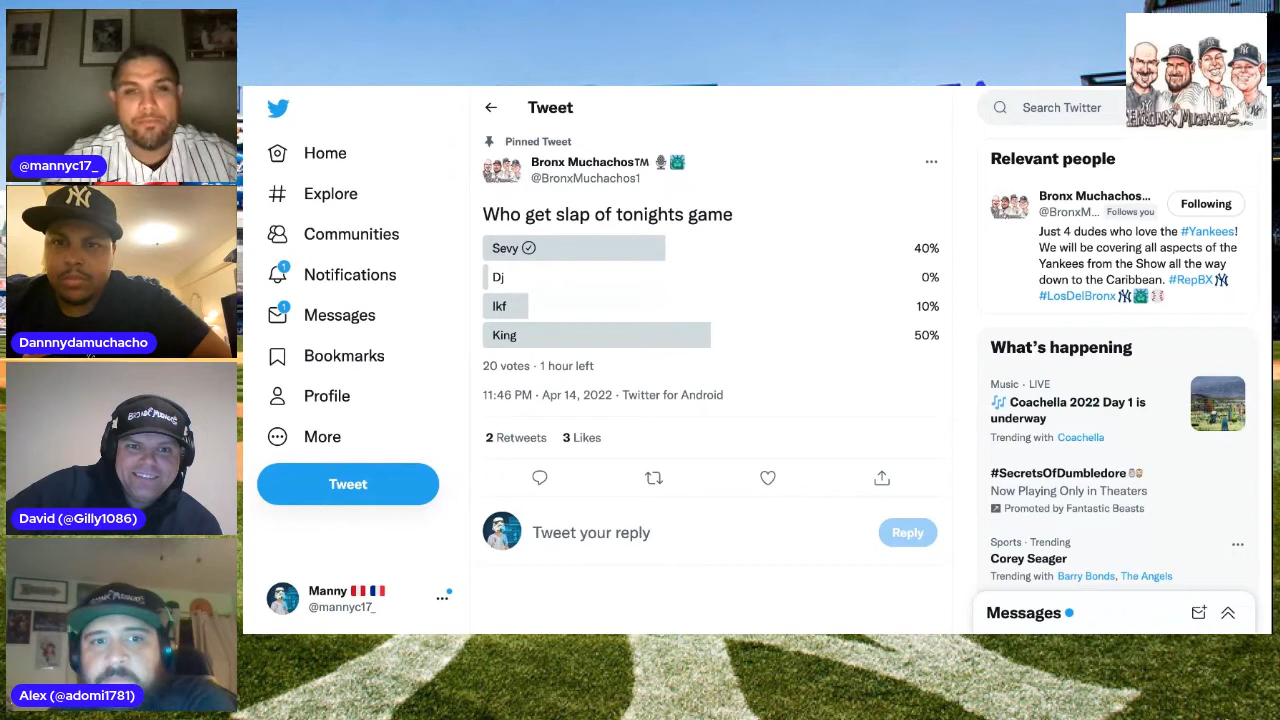 @mannyc17_
Dannnydamuchacho
David (@Gilly1086)
Alex (@adomi1781)
BRONX MUCHACHOS
Home
Explore
Communities
1
Notifications
1
Messages
Bookmarks
Profile
More
Tweet
Manny
@mannyc17_
Tweet
Pinned Tweet
Bronx Muchachos™
@BronxMuchachos1
Who get slap of tonights game
Sevy 40%
Dj 0%
Ikf 10%
King 50%
20 votes · 1 hour left
11:46 PM · Apr 14, 2022 · Twitter for Android
2 Retweets 3 Likes
Tweet your reply
Reply
Search Twitter
Relevant people
Bronx Muchachos...
@BronxM... Follows you
Following
Just 4 dudes who love the #Yankees!
We will be covering all aspects of the
Yankees from the Show all the way
down to the Caribbean. #RepBX
#LosDelBronx
What's happening
Music · LIVE
Coachella 2022 Day 1 is
underway
Trending with Coachella
#SecretsOfDumbledore
Now Playing Only in Theaters
Promoted by Fantastic Beasts
Sports · Trending
Corey Seager
Trending with Barry Bonds, The Angels
Messages